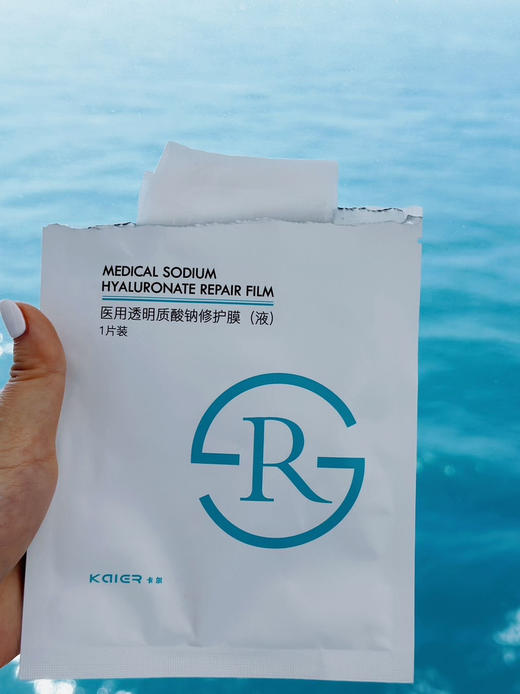 MEDICAL SODIUM
HYALURONATE REPAIR FILM
医用透明质酸钠修护膜（液）
1片装
R
KAIER 卡尔